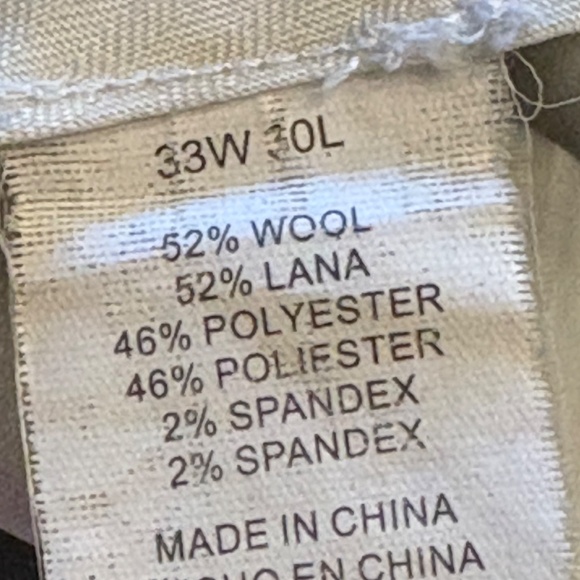 33W 30L
52% WOOL
52% LANA
46% POLYESTER
46% POLIESTER
2% SPANDEX
2% SPANDEX
MADE IN CHINA
EN CHINA